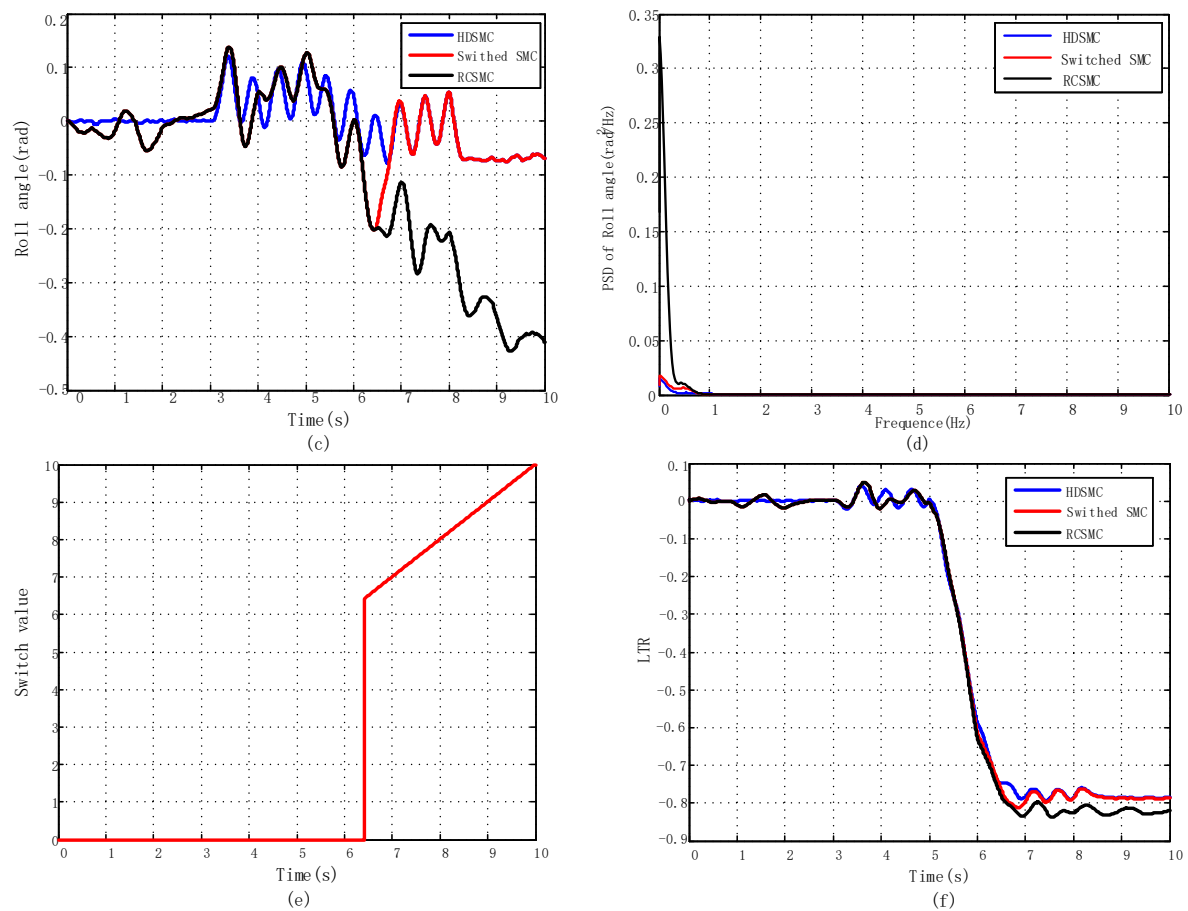 0.2
0.1
0
-0.1
-0.2
-0.3
-0.4
-0.5
Roll angle(rad)
HDSMC
Swithed SMC
RCSMC
0 1 2 3 4 5 6 7 8 9 10
Time(s)
(c)
0.35
0.3
0.25
0.2
0.15
0.1
0.05
0
PSD of Roll angle(rad²/Hz)
HDSMC
Switched SMC
RCSMC
0 1 2 3 4 5 6 7 8 9 10
Frequence(Hz)
(d)
10
9
8
7
6
5
4
3
2
1
0
Switch value
0 1 2 3 4 5 6 7 8 9 10
Time(s)
(e)
0.1
0
-0.1
-0.2
-0.3
-0.4
-0.5
-0.6
-0.7
-0.8
-0.9
LTR
HDSMC
Swithed SMC
RCSMC
0 1 2 3 4 5 6 7 8 9 10
Time(s)
(f)